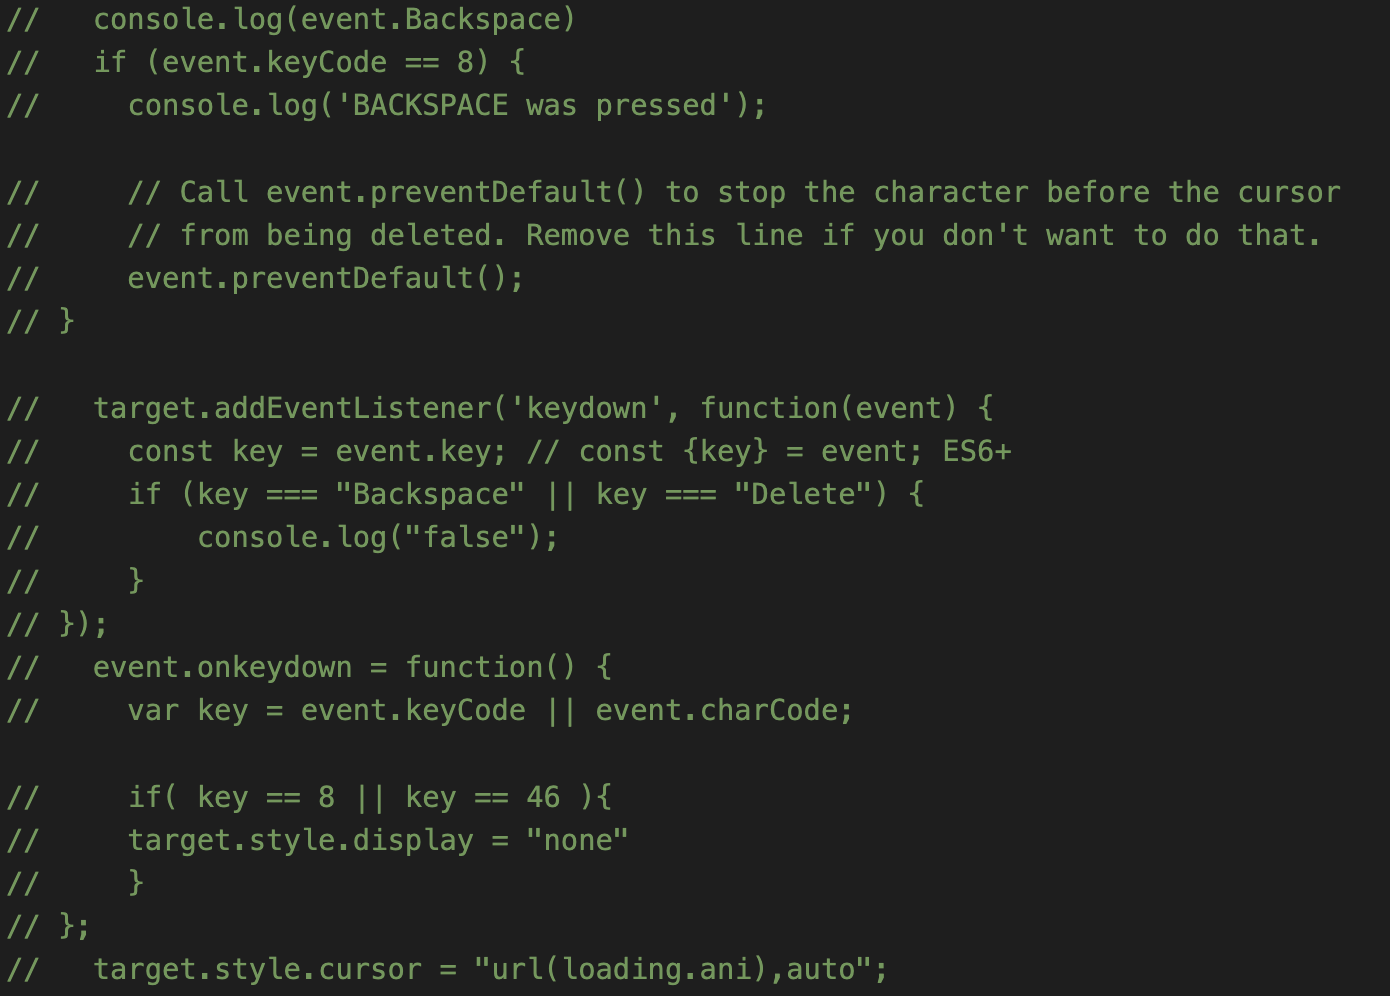 //   console.log(event.Backspace)
//   if (event.keyCode == 8) {
//     console.log('BACKSPACE was pressed');
//     // Call event.preventDefault() to stop the character before the cursor
//     // from being deleted. Remove this line if you don't want to do that.
//     event.preventDefault();
// }
//   target.addEventListener('keydown', function(event) {
//     const key = event.key; // const {key} = event; ES6+
//     if (key === "Backspace" || key === "Delete") {
//         console.log("false");
//     }
// });
//   event.onkeydown = function() {
//     var key = event.keyCode || event.charCode;
//     if( key == 8 || key == 46 ){
//     target.style.display = "none"
//     }
// };
//   target.style.cursor = "url(loading.ani),auto";